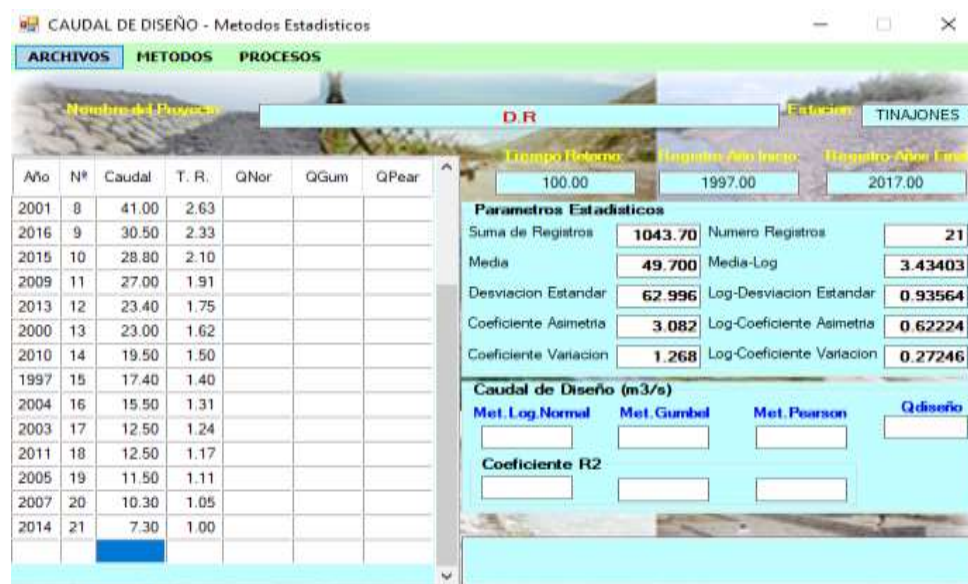 CAUDAL DE DISEÑO - Metodos Estadisticos
ARCHIVOS METODOS PROCESOS
Nombre del Proyecto: D.R Estacion: TINAJONES
Tiempo Retorno: Registro Año Inicio: Registro Años Final
100.00 1997.00 2017.00
Año Nº Caudal T. R. QNor QGum QPear
2001 8 41.00 2.63
2016 9 30.50 2.33
2015 10 28.80 2.10
2009 11 27.00 1.91
2013 12 23.40 1.75
2000 13 23.00 1.62
2010 14 19.50 1.50
1997 15 17.40 1.40
2004 16 15.50 1.31
2003 17 12.50 1.24
2011 18 12.50 1.17
2005 19 11.50 1.11
2007 20 10.30 1.05
2014 21 7.30 1.00
Parametros Estadisticos
Suma de Registros 1043.70 Numero Registros 21
Media 49.700 Media-Log 3.43403
Desviacion Estandar 62.996 Log-Desviacion Estandar 0.93564
Coeficiente Asimetria 3.082 Log-Coeficiente Asimetria 0.62224
Coeficiente Variacion 1.268 Log-Coeficiente Variacion 0.27246
Caudal de Diseño (m3/s)
Met.Log.Normal Met.Gumbel Met.Pearson Qdiseño
Coeficiente R2